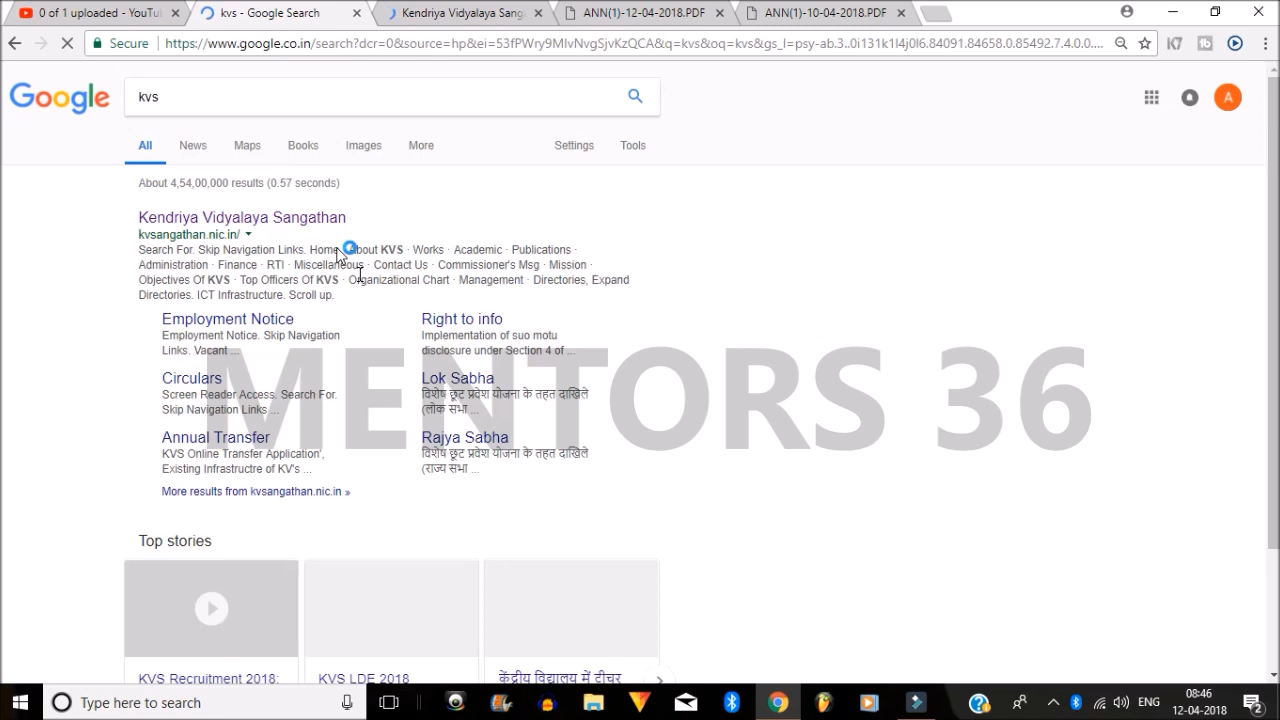 0 of 1 uploaded - YouTu
kvs - Google Search
Kendriya Vidyalaya Sang
ANN(1)-12-04-2018.PDF
ANN(1)-10-04-2018.PDF
Secure
https://www.google.co.in/search?dcr=0&source=hp&ei=53fPWry9MIvNvgSjvKzQCA&q=kvs&oq=kvs&gs_l=psy-ab.3..0i131k1l4j0l6.84091.84658.0.85492.7.4.0.0....
Google
kvs
A
All News Maps Books Images More Settings Tools
About 4,54,00,000 results (0.57 seconds)
Kendriya Vidyalaya Sangathan
kvsangathan.nic.in/
Search For. Skip Navigation Links. Home · About KVS · Works · Academic · Publications ·
Administration · Finance · RTI · Miscellaneous · Contact Us · Commissioner's Msg · Mission ·
Objectives Of KVS · Top Officers Of KVS · Organizational Chart · Management · Directories, Expand
Directories. ICT Infrastructure. Scroll up.
Employment Notice
Employment Notice. Skip Navigation
Links. Vacant ...
Right to info
Implementation of suo motu
disclosure under Section 4 of ...
Circulars
Screen Reader Access. Search For.
Skip Navigation Links ...
Lok Sabha
विशेष छूट प्रवेश योजना के तहत दाखिले
(लोक सभा ...
Annual Transfer
KVS Online Transfer Application',
Existing Infrastructre of KV's ...
Rajya Sabha
विशेष छूट प्रवेश योजना के तहत दाखिले
(राज्य सभा ...
MENTORS 36
More results from kvsangathan.nic.in »
Top stories
KVS Recruitment 2018:
KVS LDE 2018
केंद्रीय विद्यालय में टीचर
Type here to search
ENG
08:46
12-04-2018
2